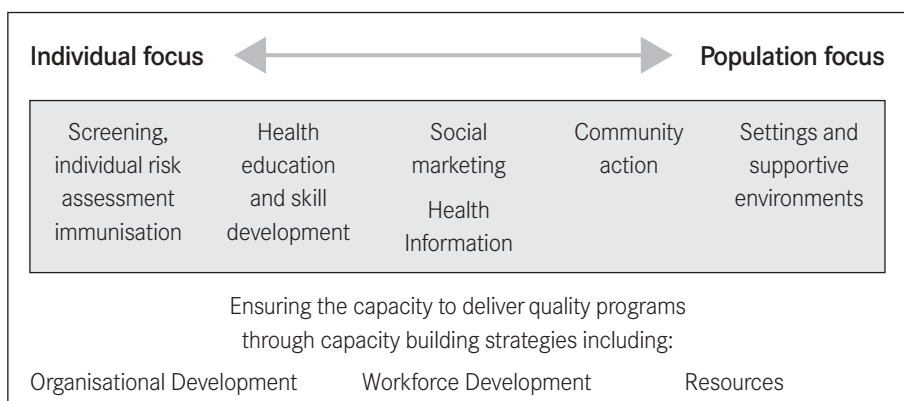 Individual focus
Population focus
Screening,
individual risk
assessment
immunisation
Health
education
and skill
development
Social
marketing
Health
Information
Community
action
Settings and
supportive
environments
Ensuring the capacity to deliver quality programs
through capacity building strategies including:
Organisational Development
Workforce Development
Resources